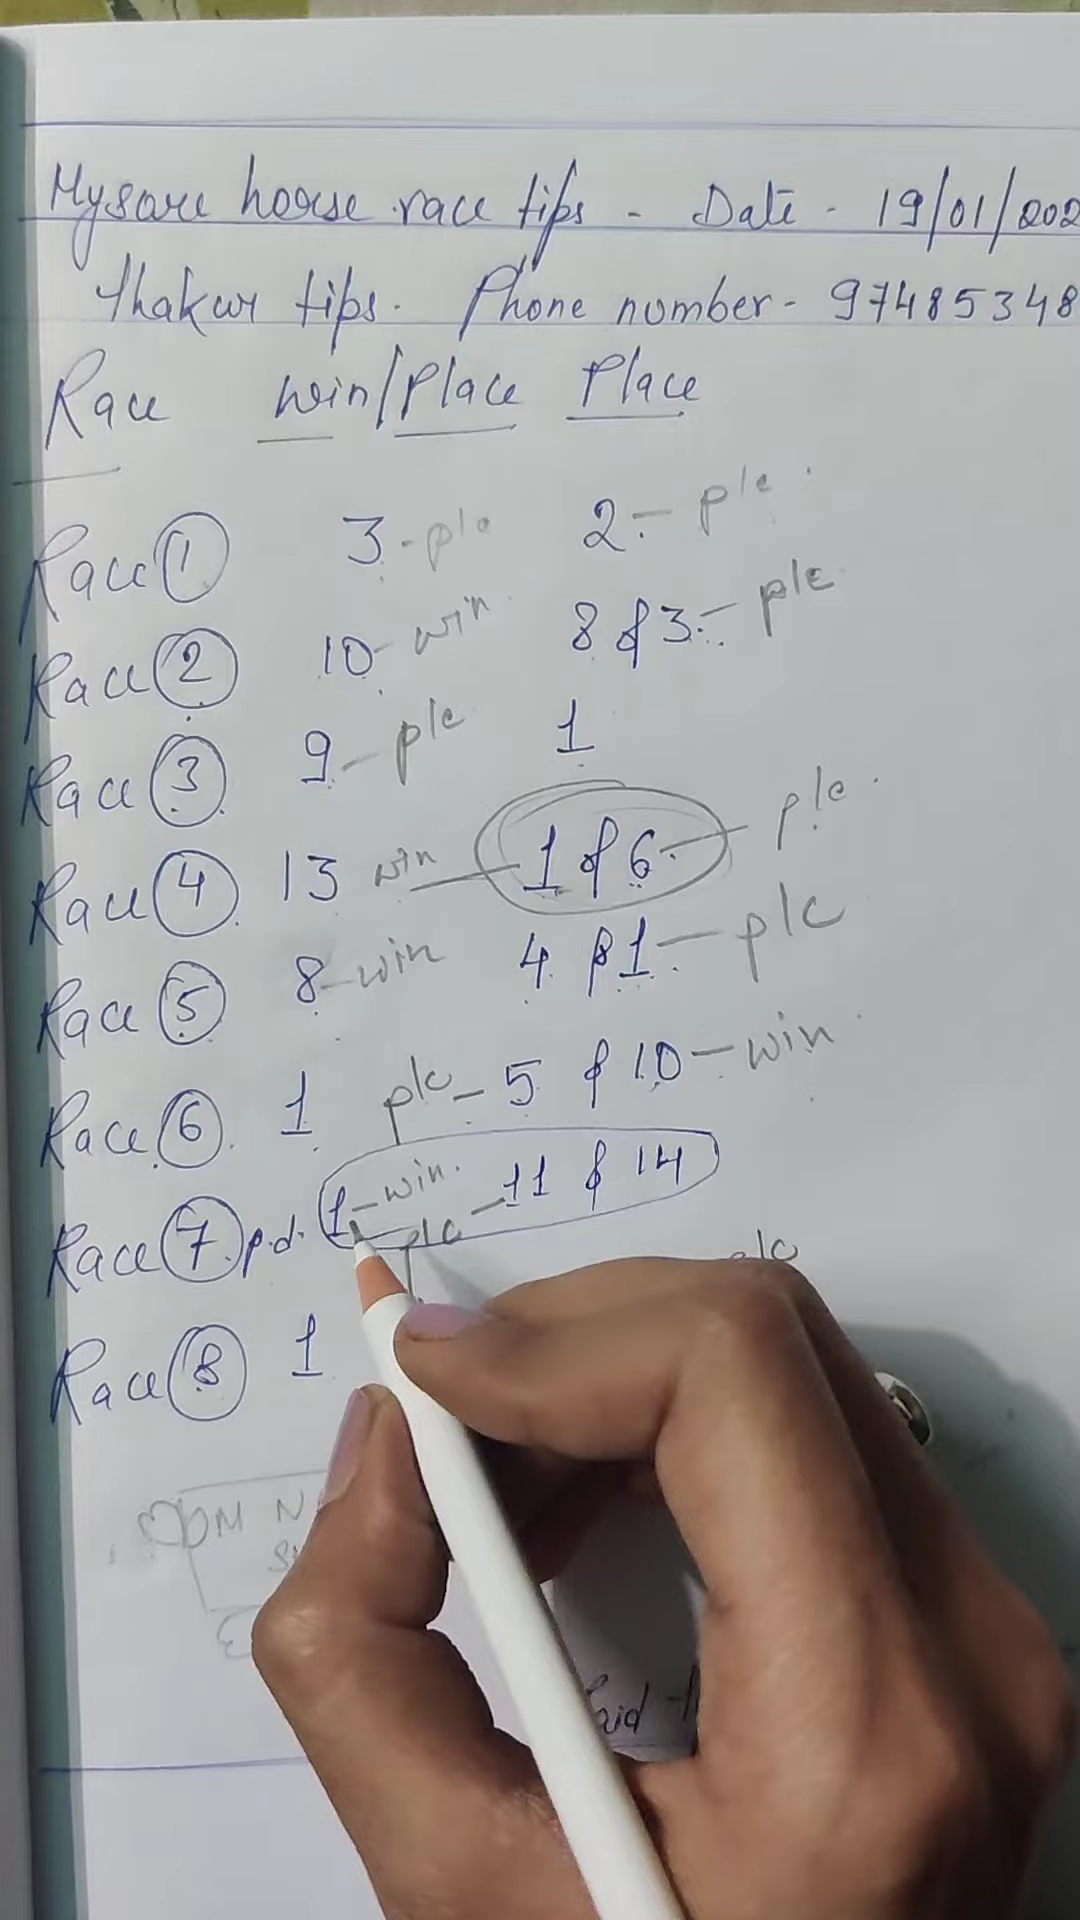 Mysore horse race tips - Date - 19/01/202
Thakur tips. Phone number - 97485348
Race win/Place Place
Race 1 3 - plc 2 - plc
Race 2 10 - win 8 & 3 - plc
Race 3 9 - plc 1
Race 4 13 win 1 & 6 - plc
Race 5 8 - win 4 & 1 - plc
Race 6 1 plc - 5 & 10 - win
Race 7 p.d. 1 - win plc - 11 & 14
Race 8 1 plc